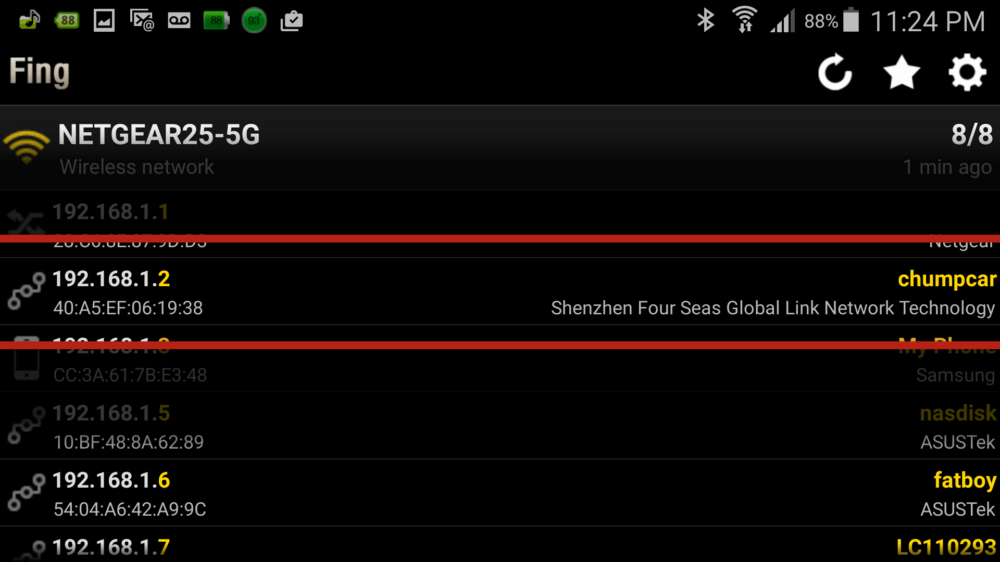 88 88 93° 88% 11:24 PM
Fing
NETGEAR25-5G 8/8
Wireless network 1 min ago
192.168.1.1
Netgear
192.168.1.2 chumpcar
40:A5:EF:06:19:38 Shenzhen Four Seas Global Link Network Technology
192.168.1.3 My Phone
CC:3A:61:7B:E3:48 Samsung
192.168.1.5 nasdisk
10:BF:48:8A:62:89 ASUSTek
192.168.1.6 fatboy
54:04:A6:42:A9:9C ASUSTek
192.168.1.7 LC110293